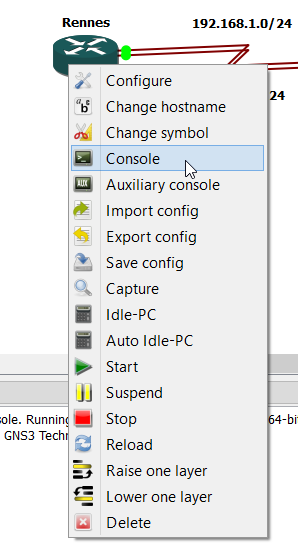 Rennes
192.168.1.0/24
24
Configure
Change hostname
Change symbol
Console
AUX Auxiliary console
Import config
Export config
Save config
Capture
Idle-PC
Auto Idle-PC
Start
Suspend
Stop
Reload
Raise one layer
Lower one layer
Delete
sole. Running 64-bit
GNS3 Techn